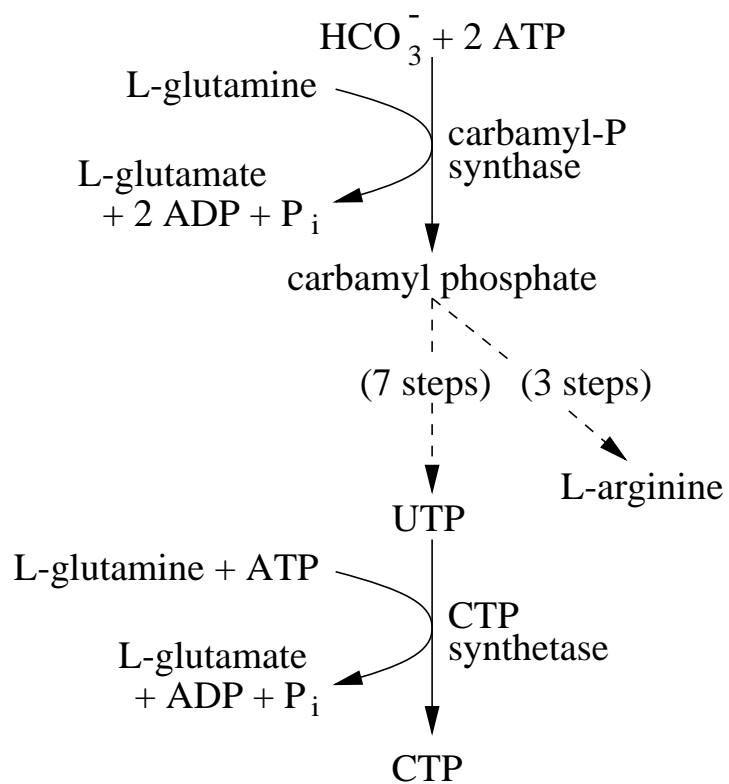 HCO₃⁻ + 2 ATP
L-glutamine
carbamyl-P
synthase
L-glutamate
+ 2 ADP + Pᵢ
carbamyl phosphate
(7 steps) (3 steps)
L-arginine
UTP
L-glutamine + ATP
CTP
synthetase
L-glutamate
+ ADP + Pᵢ
CTP